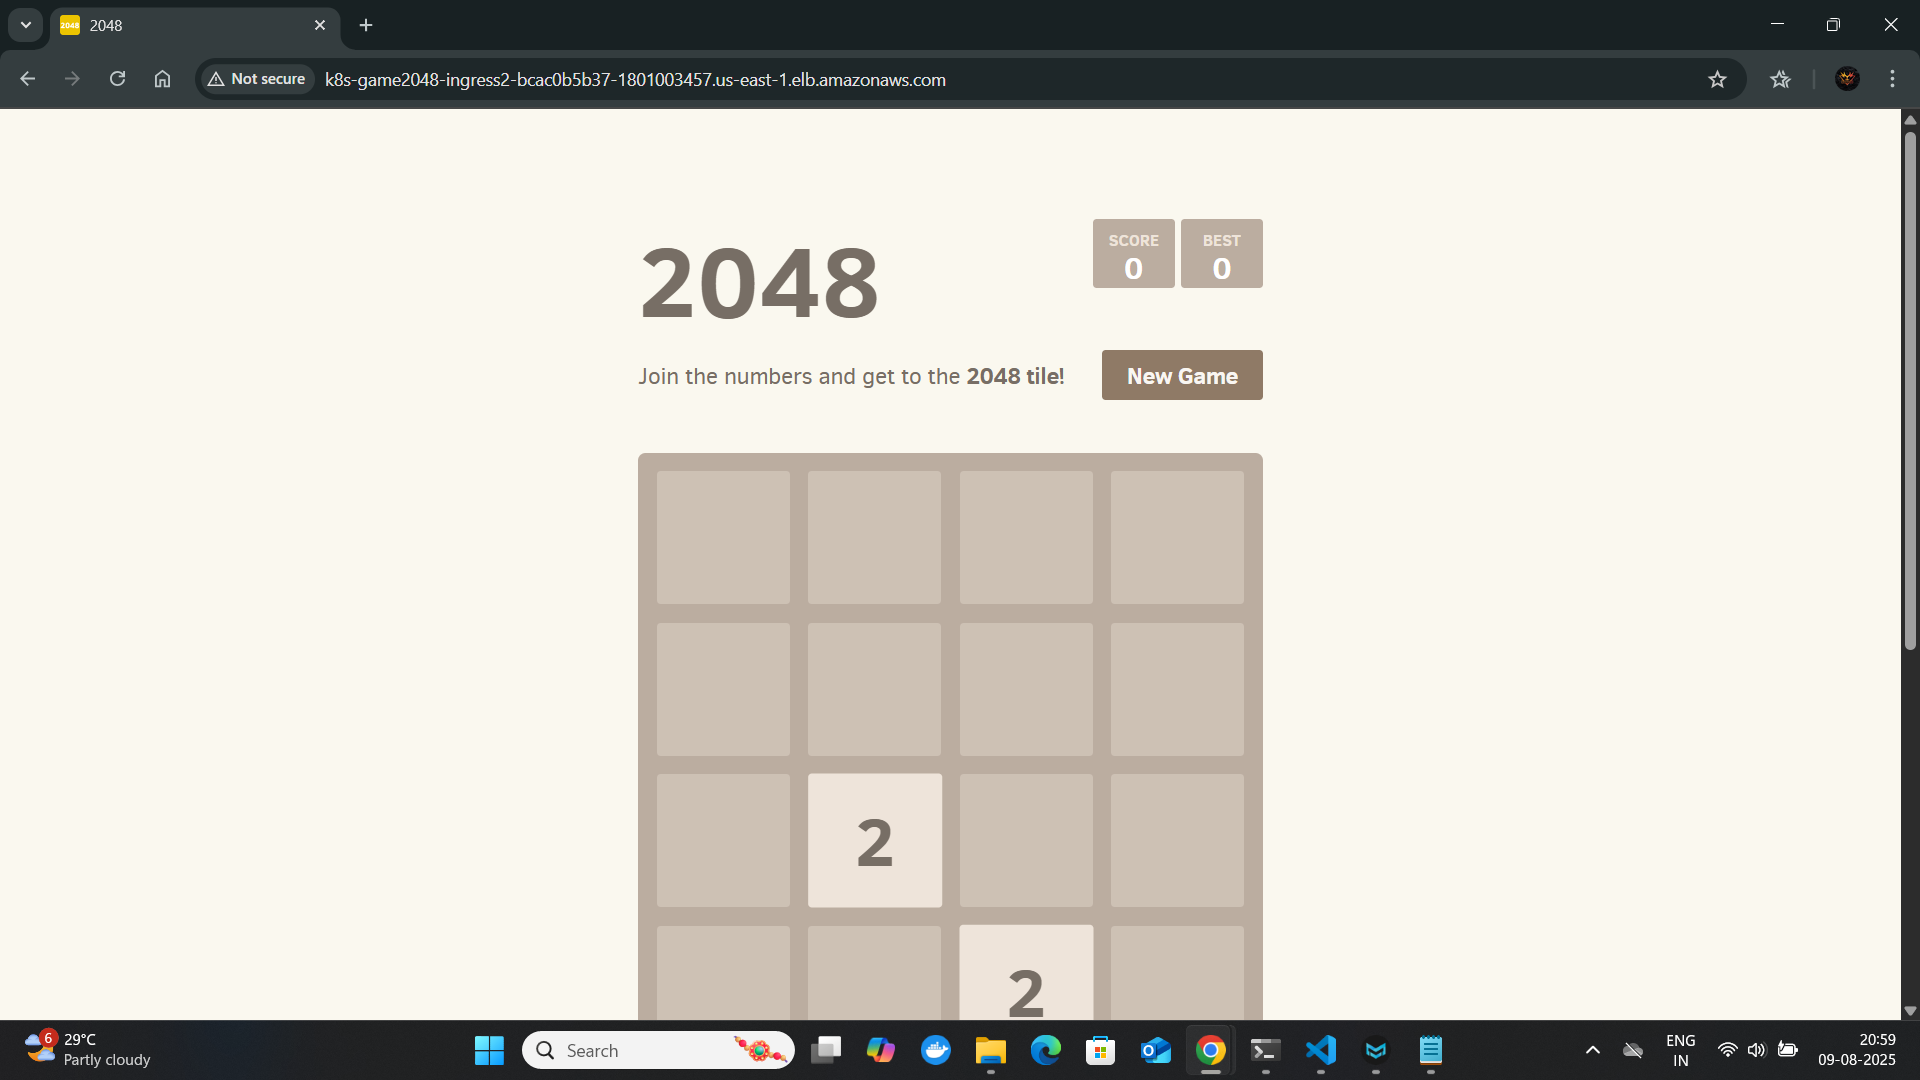 2048
2048
Not secure
k8s-game2048-ingress2-bcac0b5b37-1801003457.us-east-1.elb.amazonaws.com
2048
SCORE
0
BEST
0
Join the numbers and get to the 2048 tile!
New Game
2
2
6
29°C
Partly cloudy
Search
ENG
IN
20:59
09-08-2025